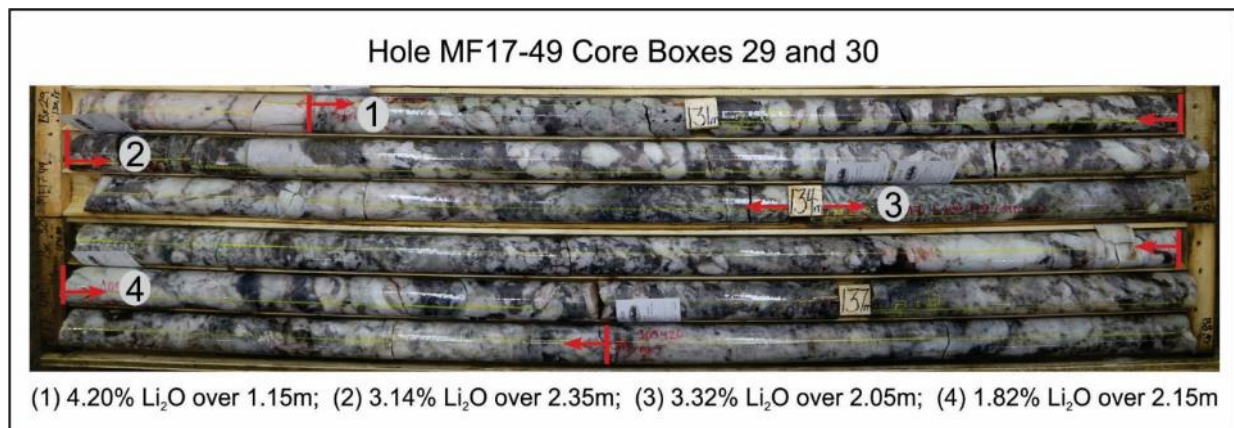 Hole MF17-49 Core Boxes 29 and 30
1
131m
2
134m
3
4
137m
(1) 4.20% Li₂O over 1.15m; (2) 3.14% Li₂O over 2.35m; (3) 3.32% Li₂O over 2.05m; (4) 1.82% Li₂O over 2.15m